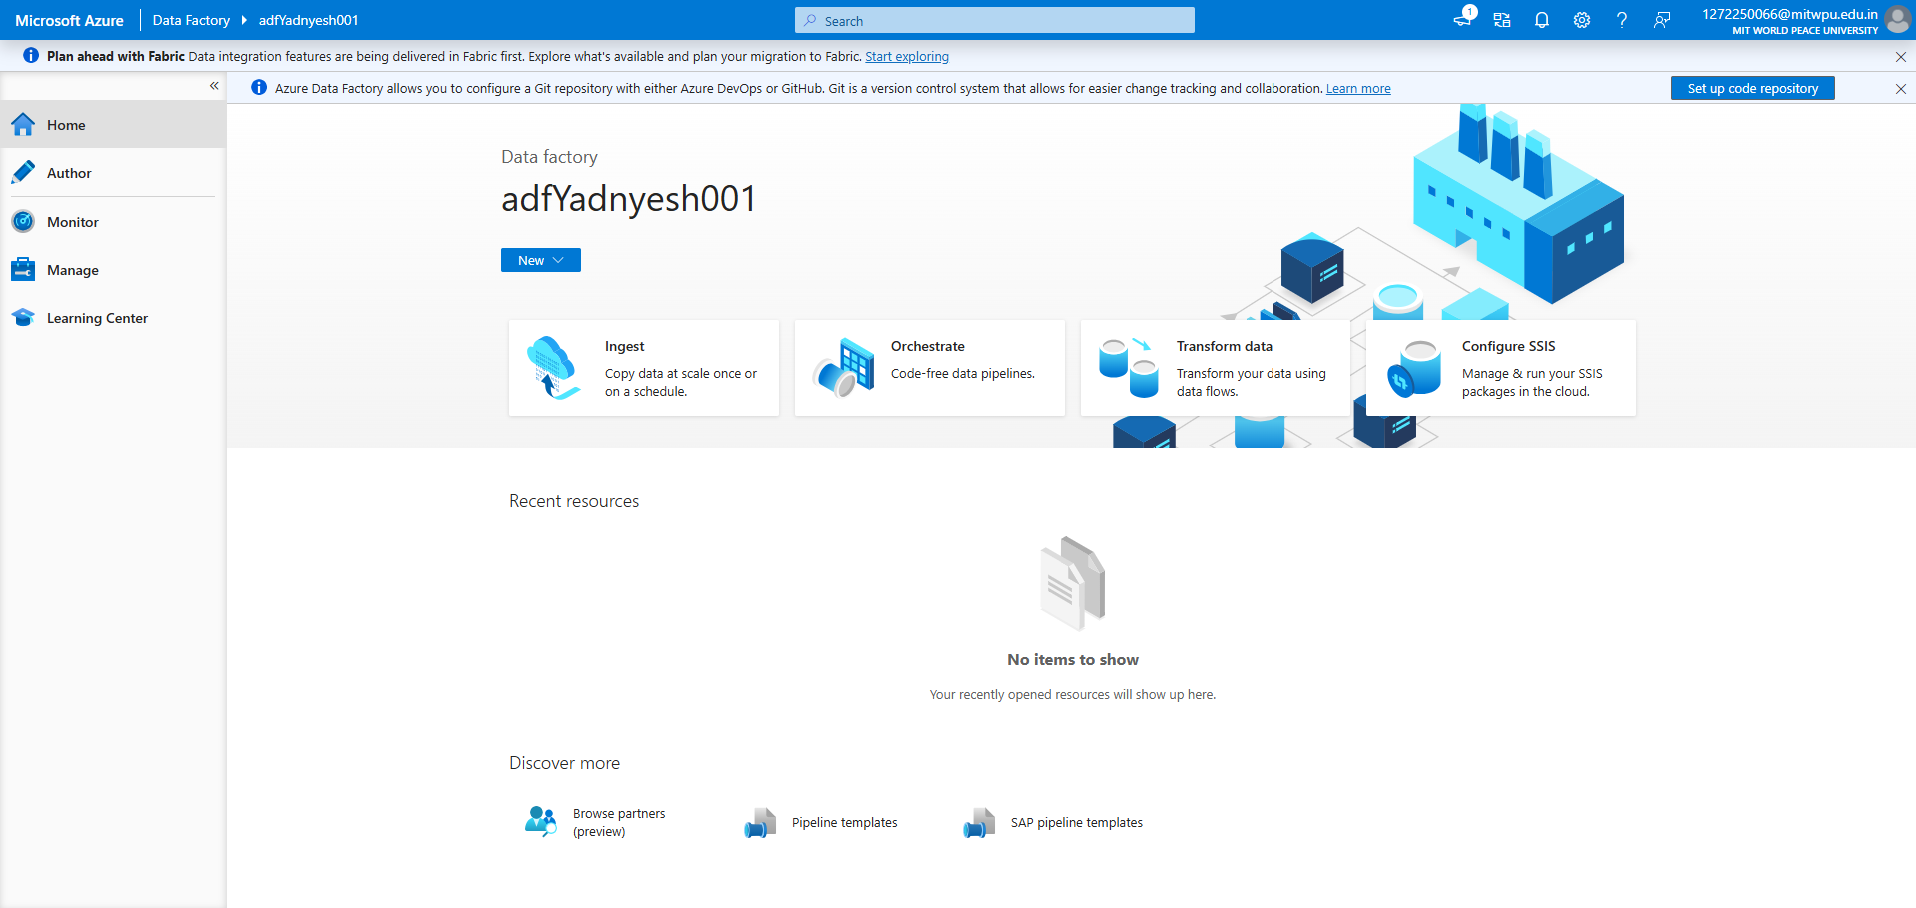 Microsoft Azure Data Factory adfYadnyesh001 Search 1 1272250066@mitwpu.edu.in
MIT WORLD PEACE UNIVERSITY
Plan ahead with Fabric Data integration features are being delivered in Fabric first. Explore what's available and plan your migration to Fabric. Start exploring
Azure Data Factory allows you to configure a Git repository with either Azure DevOps or GitHub. Git is a version control system that allows for easier change tracking and collaboration. Learn more Set up code repository
Home
Author
Monitor
Manage
Learning Center
Data factory
adfYadnyesh001
New
Ingest
Copy data at scale once or
on a schedule.
Orchestrate
Code-free data pipelines.
Transform data
Transform your data using
data flows.
Configure SSIS
Manage & run your SSIS
packages in the cloud.
Recent resources
No items to show
Your recently opened resources will show up here.
Discover more
Browse partners
(preview)
Pipeline templates
SAP pipeline templates